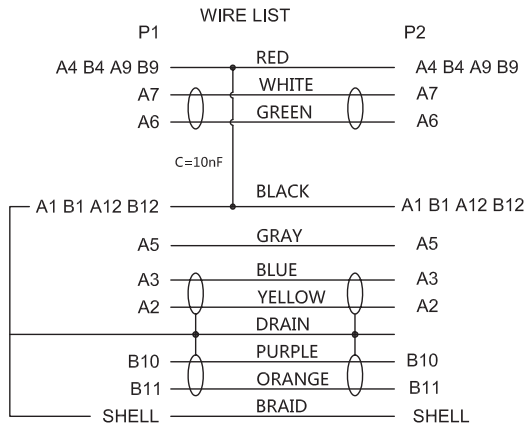 WIRE LIST
P1 P2
A4 B4 A9 B9 RED A4 B4 A9 B9
A7 WHITE A7
A6 GREEN A6
C=10nF
A1 B1 A12 B12 BLACK A1 B1 A12 B12
A5 GRAY A5
A3 BLUE A3
A2 YELLOW A2
DRAIN
B10 PURPLE B10
B11 ORANGE B11
SHELL BRAID SHELL